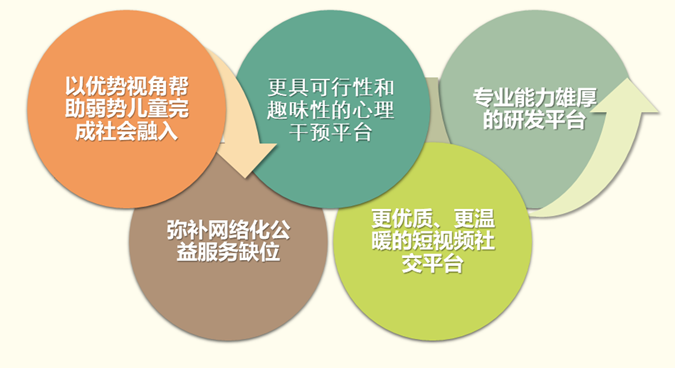 以优势视角帮
助弱势儿童完
成社会融入
弥补网络化公
益服务缺位
更具可行性和
趣味性的心理
干预平台
更优质、更温
暖的短视频社
交平台
专业能力雄厚
的研发平台